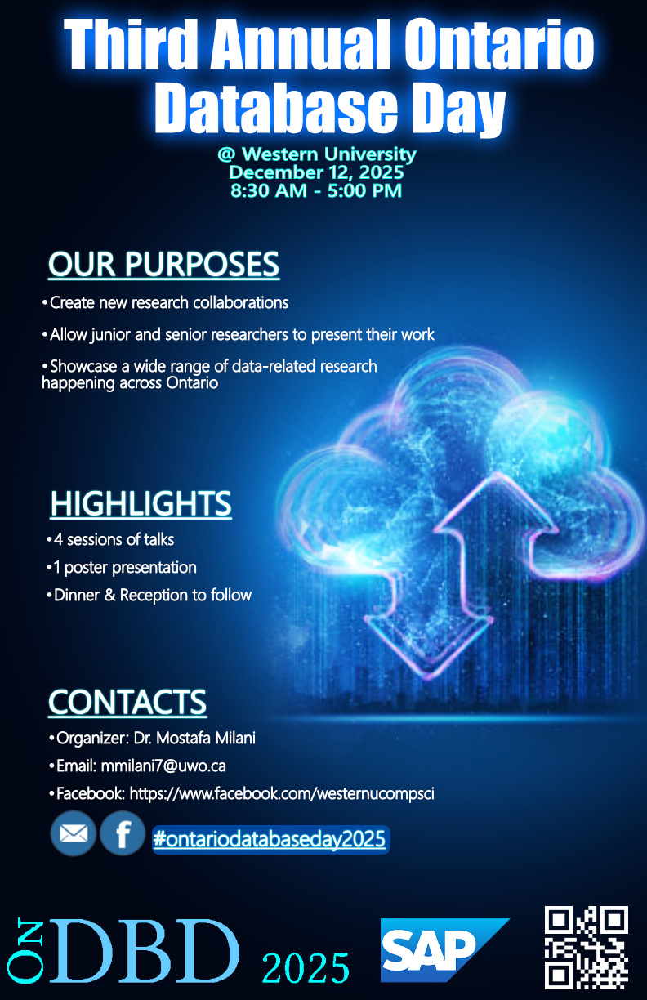 Third Annual Ontario
Database Day
@ Western University
December 12, 2025
8:30 AM - 5:00 PM
OUR PURPOSES
•Create new research collaborations
•Allow junior and senior researchers to present their work
•Showcase a wide range of data-related research
happening across Ontario
HIGHLIGHTS
•4 sessions of talks
•1 poster presentation
•Dinner & Reception to follow
CONTACTS
•Organizer: Dr. Mostafa Milani
•Email: mmilani7@uwo.ca
•Facebook: https://www.facebook.com/westernucompsci
f
#ontariodatabaseday2025
ON DBD 2025
SAP